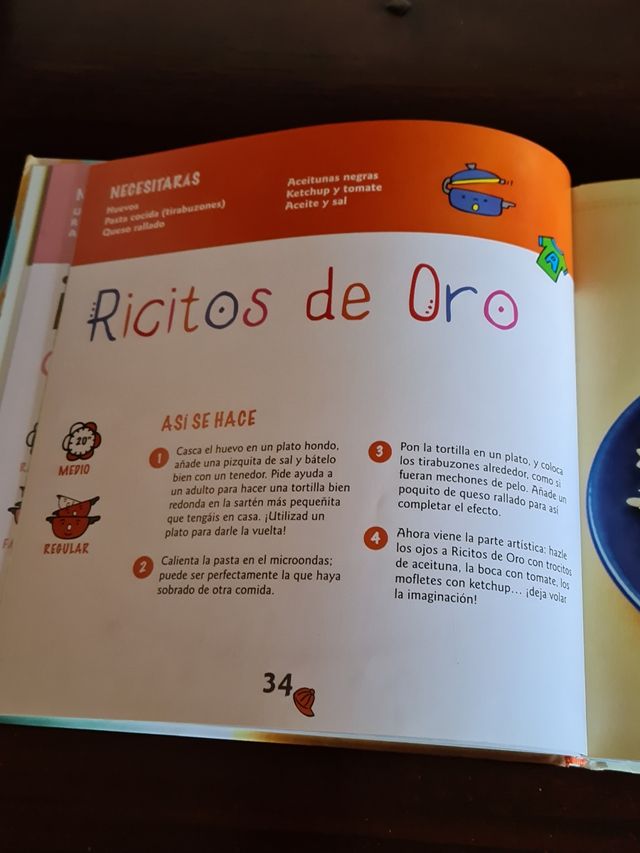 NECESITARAS
Huevos
Pasta cocida (tirabuzones)
Queso rallado
Aceitunas negras
Ketchup y tomate
Aceite y sal
Ricitos de Oro
20"
MEDIO
REGULAR
ASÍ SE HACE
1 Casca el huevo en un plato hondo,
añade una pizquita de sal y bátelo
bien con un tenedor. Pide ayuda a
un adulto para hacer una tortilla bien
redonda en la sartén más pequeñita
que tengáis en casa. ¡Utilizad un
plato para darle la vuelta!
2 Calienta la pasta en el microondas;
puede ser perfectamente la que haya
sobrado de otra comida.
3 Pon la tortilla en un plato, y coloca
los tirabuzones alrededor, como si
fueran mechones de pelo. Añade un
poquito de queso rallado para así
completar el efecto.
4 Ahora viene la parte artística: hazle
los ojos a Ricitos de Oro con trocitos
de aceituna, la boca con tomate, los
mofletes con ketchup... ¡deja volar
la imaginación!
34